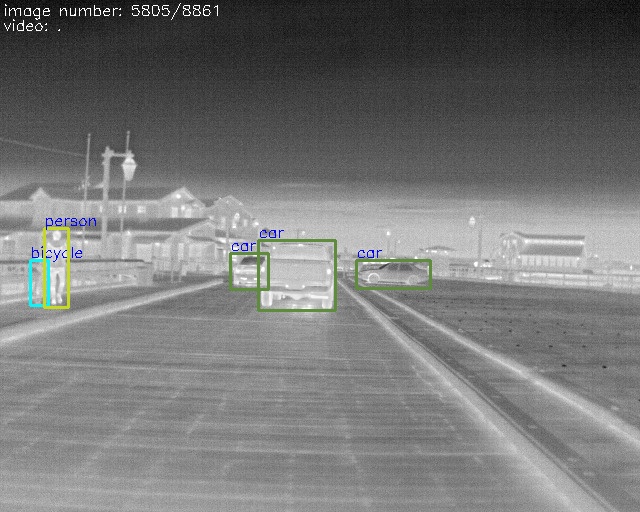 image number: 5805/8861
video: .
person
bicycle
car
car
car